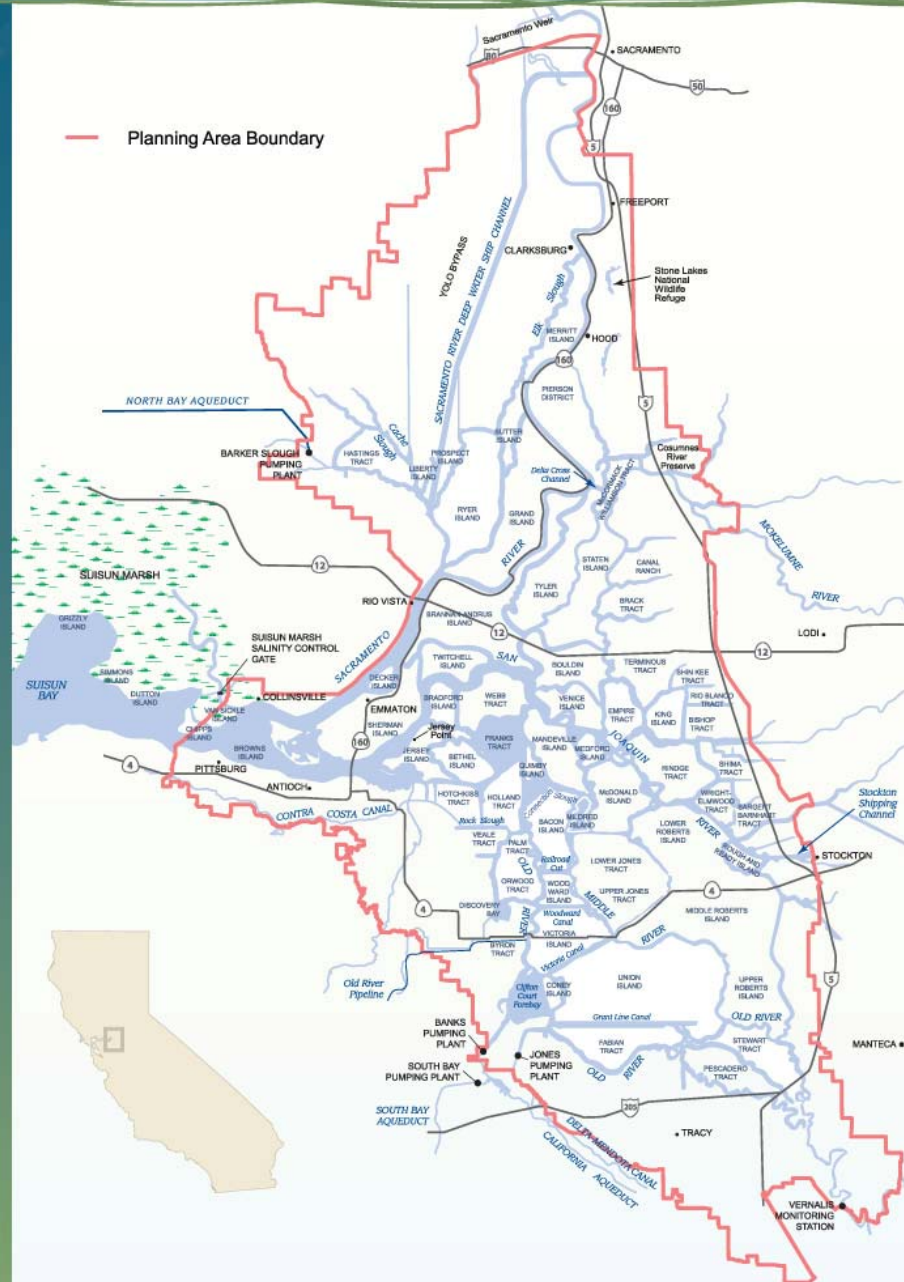 Sacramento Weir
80
SACRAMENTO
50
160
Planning Area Boundary
5
FREEPORT
SACRAMENTO RIVER DEEP WATER SHIP CHANNEL
YOLO BYPASS
CLARKSBURG
Elk Slough
Stone Lakes
National
Wildlife
Refuge
MERRITT
ISLAND
HOOD
160
PIERSON
DISTRICT
5
NORTH BAY AQUEDUCT
Cache
Slough
SUTTER
ISLAND
BARKER SLOUGH
PUMPING
PLANT
HASTINGS
TRACT
PROSPECT
ISLAND
LIBERTY
ISLAND
Cosumnes
River
Preserve
Delta Cross
Channel
McCORMACK
WILLIAMSON TRACT
RYER
ISLAND
GRAND
ISLAND
MOKELUMNE
RIVER
RIVER
STATEN
ISLAND
CANAL
RANCH
SUISUN MARSH
12
TYLER
ISLAND
BRACK
TRACT
RIO VISTA
BRANNAN-ANDRUS
ISLAND
12
LODI
12
GRIZZLY
ISLAND
SUISUN MARSH
SALINITY CONTROL
GATE
SACRAMENTO
TWITCHELL
ISLAND
SAN
BOULDIN
ISLAND
TERMINOUS
TRACT
SHIN KEE
TRACT
SUISUN
BAY
SIMMONS
ISLAND
DUTTON
ISLAND
COLLINSVILLE
DECKER
ISLAND
BRADFORD
ISLAND
WEBB
TRACT
VENICE
ISLAND
EMPIRE
TRACT
KING
ISLAND
RIO BLANCO
TRACT
BISHOP
TRACT
VAN SICKLE
ISLAND
CHIPPS
ISLAND
EMMATON
SHERMAN
ISLAND
Jersey
Point
FRANKS
TRACT
MANDEVILLE
ISLAND
MEDFORD
ISLAND
JOAQUIN
BROWNS
ISLAND
160
JERSEY
ISLAND
BETHEL
ISLAND
QUIMBY
ISLAND
RINDGE
TRACT
SHIMA
TRACT
4
PITTSBURG
ANTIOCH
HOTCHKISS
TRACT
HOLLAND
TRACT
Connection Slough
McDONALD
ISLAND
WRIGHT-
ELMWOOD
TRACT
SARGENT
BARNHART
TRACT
Stockton
Shipping
Channel
CONTRA COSTA CANAL
Rock Slough
BACON
ISLAND
MILDRED
ISLAND
LOWER
ROBERTS
ISLAND
RIVER
ROUGH AND
READY ISLAND
VEALE
TRACT
PALM
TRACT
OLD
Railroad
Cut
LOWER JONES
TRACT
STOCKTON
ORWOOD
TRACT
WOOD
WARD
ISLAND
MIDDLE
UPPER JONES
TRACT
4
4
DISCOVERY
BAY
Woodward
Canal
MIDDLE ROBERTS
ISLAND
RIVER
VICTORIA
ISLAND
RIVER
BYRON
TRACT
Victoria Canal
5
Old River
Pipeline
Clifton
Court
Forebay
CONEY
ISLAND
UNION
ISLAND
UPPER
ROBERTS
ISLAND
BANKS
PUMPING
PLANT
Grant Line Canal
OLD RIVER
JONES
PUMPING
PLANT
FABIAN
TRACT
STEWART
TRACT
MANTECA
SOUTH BAY
PUMPING PLANT
OLD
RIVER
PESCADERO
TRACT
SOUTH BAY
AQUEDUCT
205
TRACY
DELTA MENDOTA CANAL
CALIFORNIA AQUEDUCT
VERNALIS
MONITORING
STATION